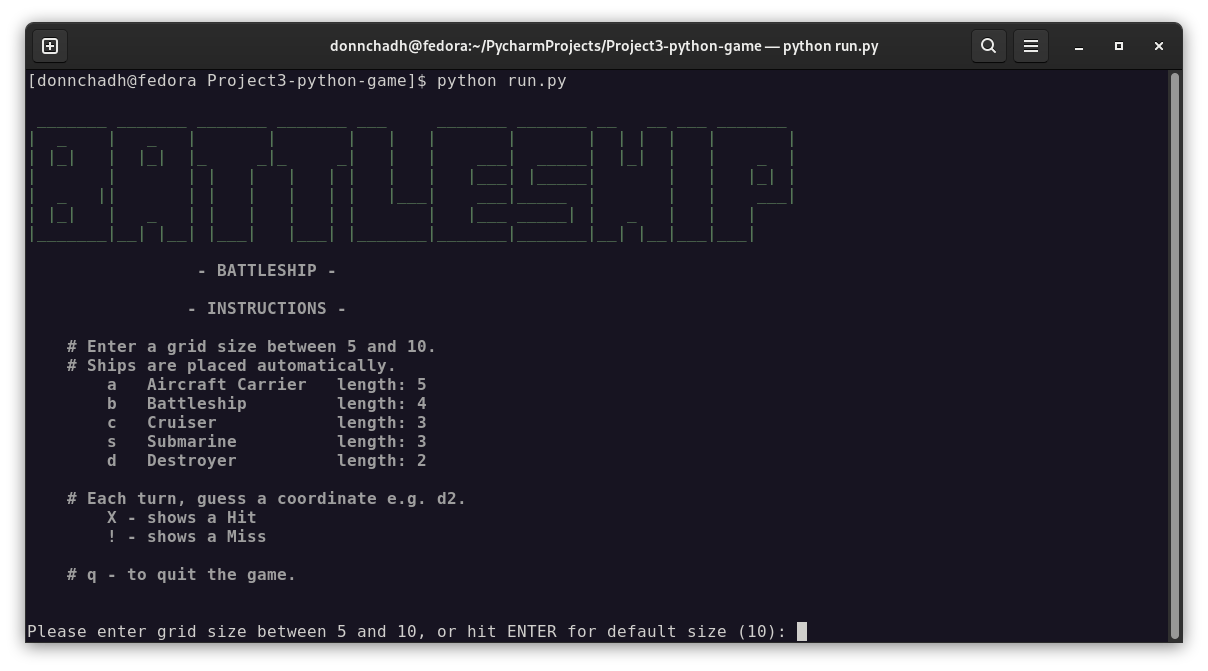 donnchadh@fedora:~/PycharmProjects/Project3-python-game — python run.py
[donnchadh@fedora Project3-python-game]$ python run.py
BATTLESHIP
- BATTLESHIP -
- INSTRUCTIONS -
# Enter a grid size between 5 and 10.
# Ships are placed automatically.
a   Aircraft Carrier   length: 5
b   Battleship         length: 4
c   Cruiser            length: 3
s   Submarine          length: 3
d   Destroyer          length: 2
# Each turn, guess a coordinate e.g. d2.
X - shows a Hit
! - shows a Miss
# q - to quit the game.
Please enter grid size between 5 and 10, or hit ENTER for default size (10):